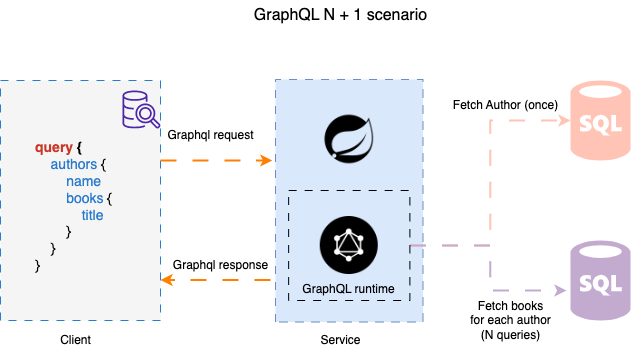 GraphQL N + 1 scenario
query {
authors {
name
books {
title
}
}
}
Client
Graphql request
Graphql response
GraphQL runtime
Service
Fetch Author (once)
SQL
Fetch books
for each author
(N queries)
SQL